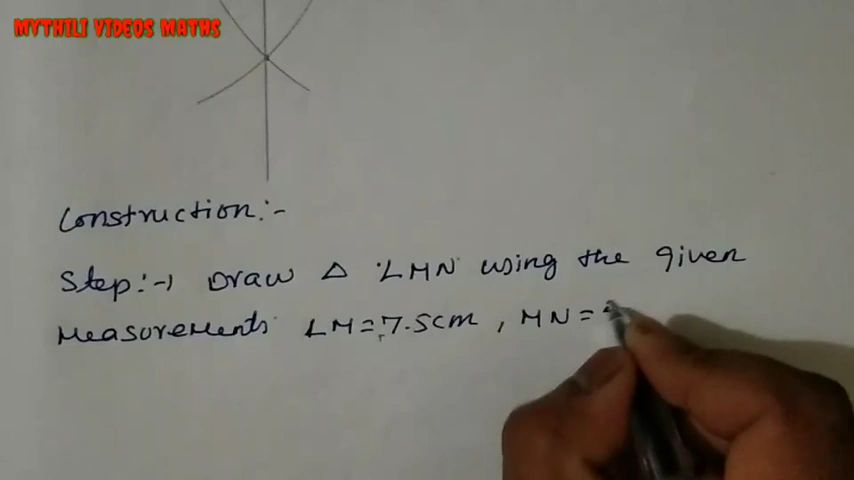 MYTHILI VIDEOS MATHS
Construction:-
Step:-1 Draw Δ LMN using the given
Measurements LM=7.5cm, MN=